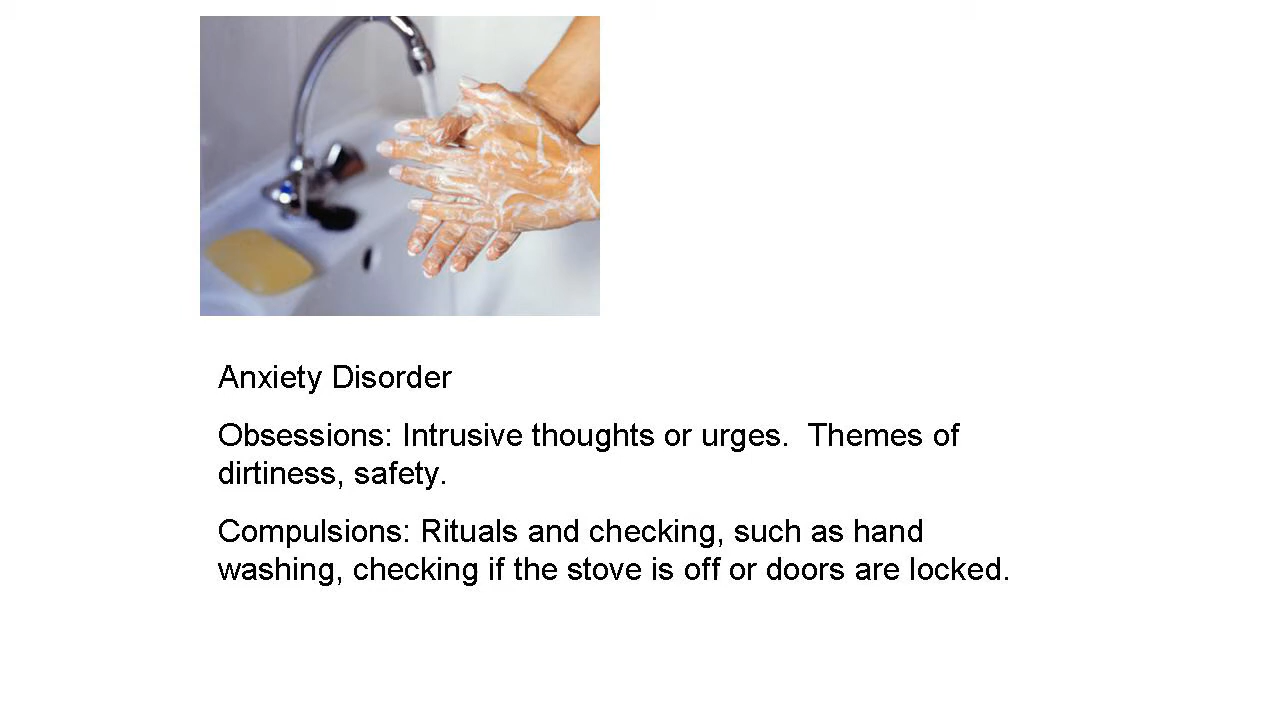 Anxiety Disorder
Obsessions: Intrusive thoughts or urges.  Themes of
dirtiness, safety.
Compulsions: Rituals and checking, such as hand
washing, checking if the stove is off or doors are locked.